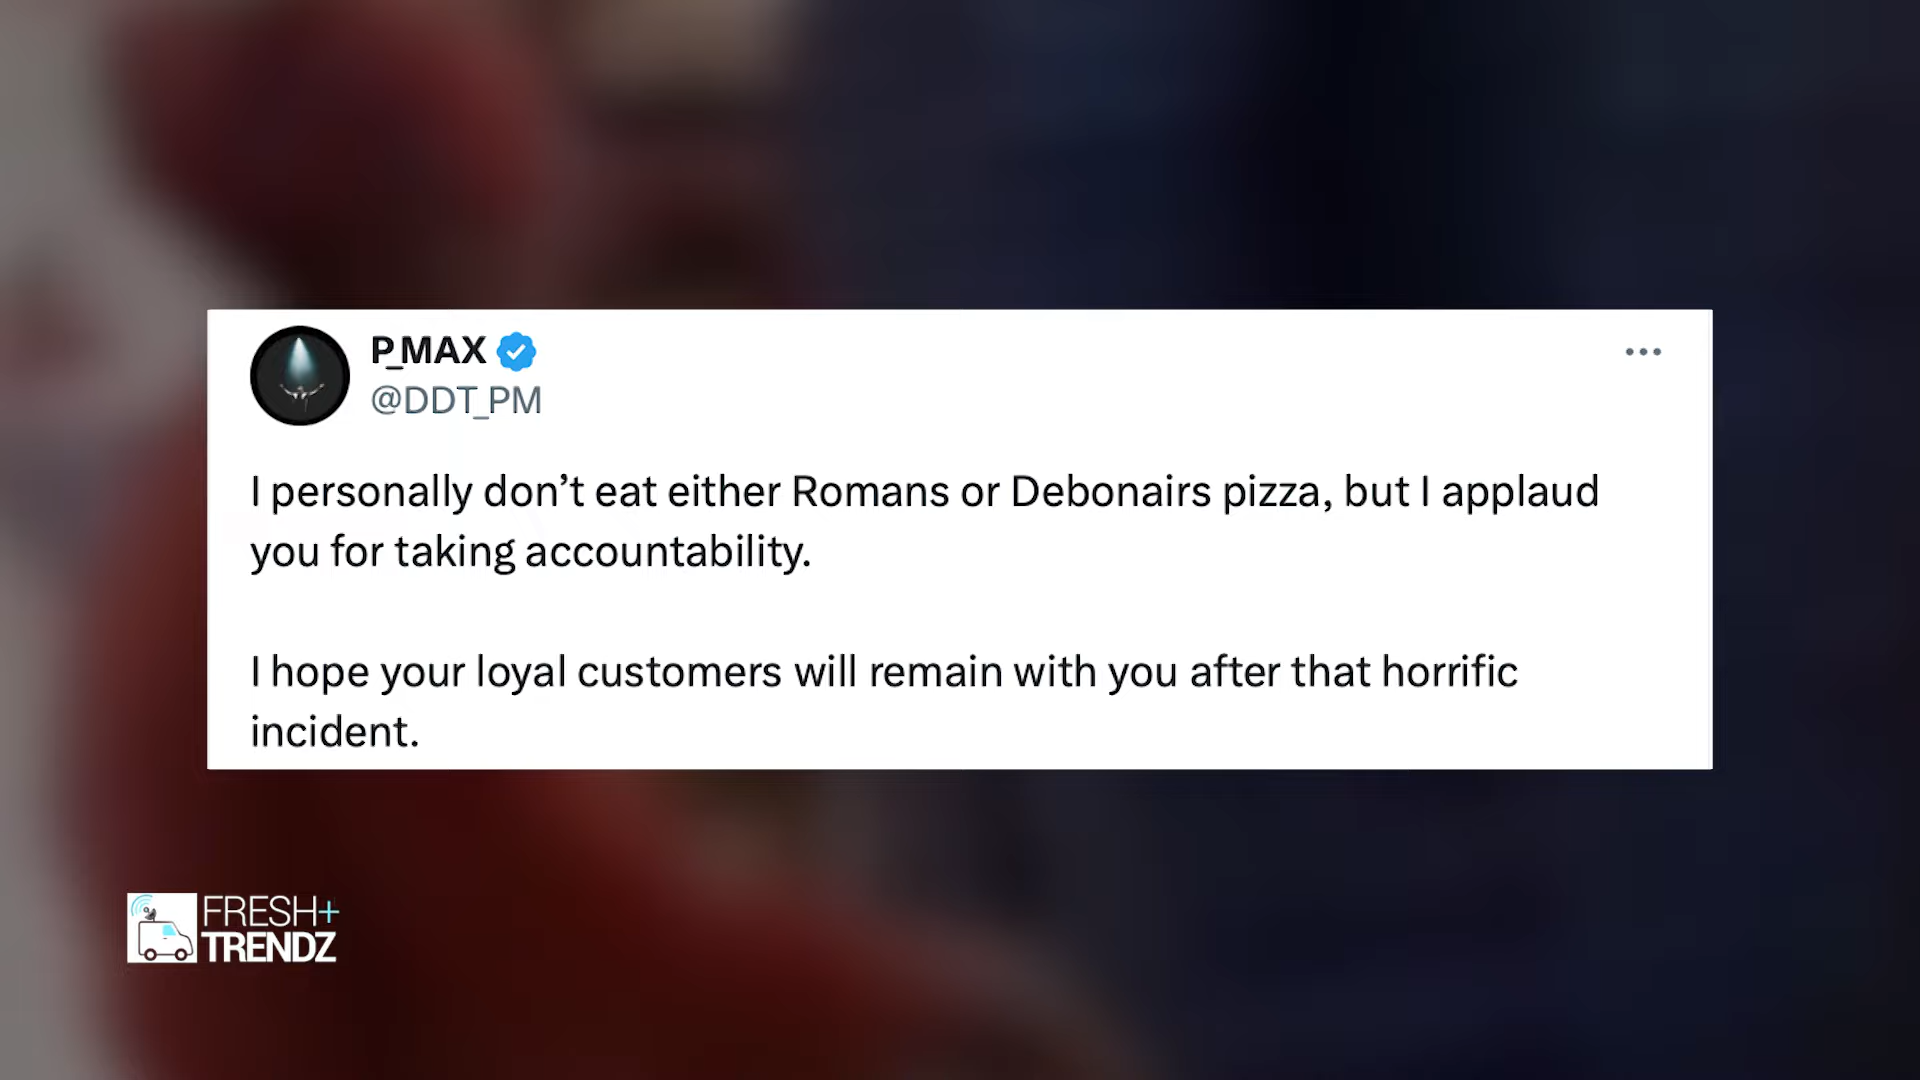 P_MAX
@DDT_PM
I personally don’t eat either Romans or Debonairs pizza, but I applaud
you for taking accountability.
I hope your loyal customers will remain with you after that horrific
incident.
FRESH+
TRENDZ